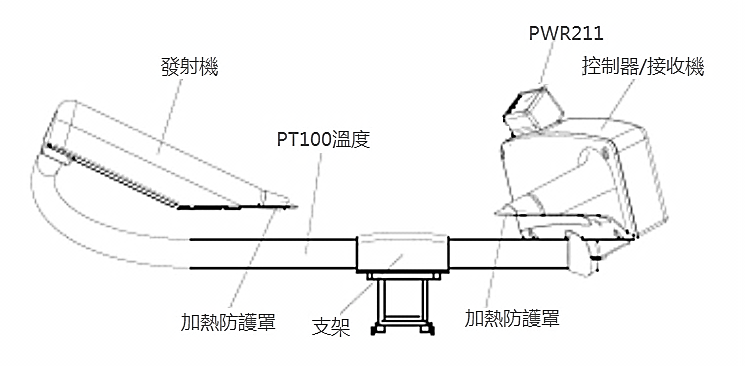 PWR211
發射機
控制器/接收機
PT100溫度
加熱防護罩
支架
加熱防護罩